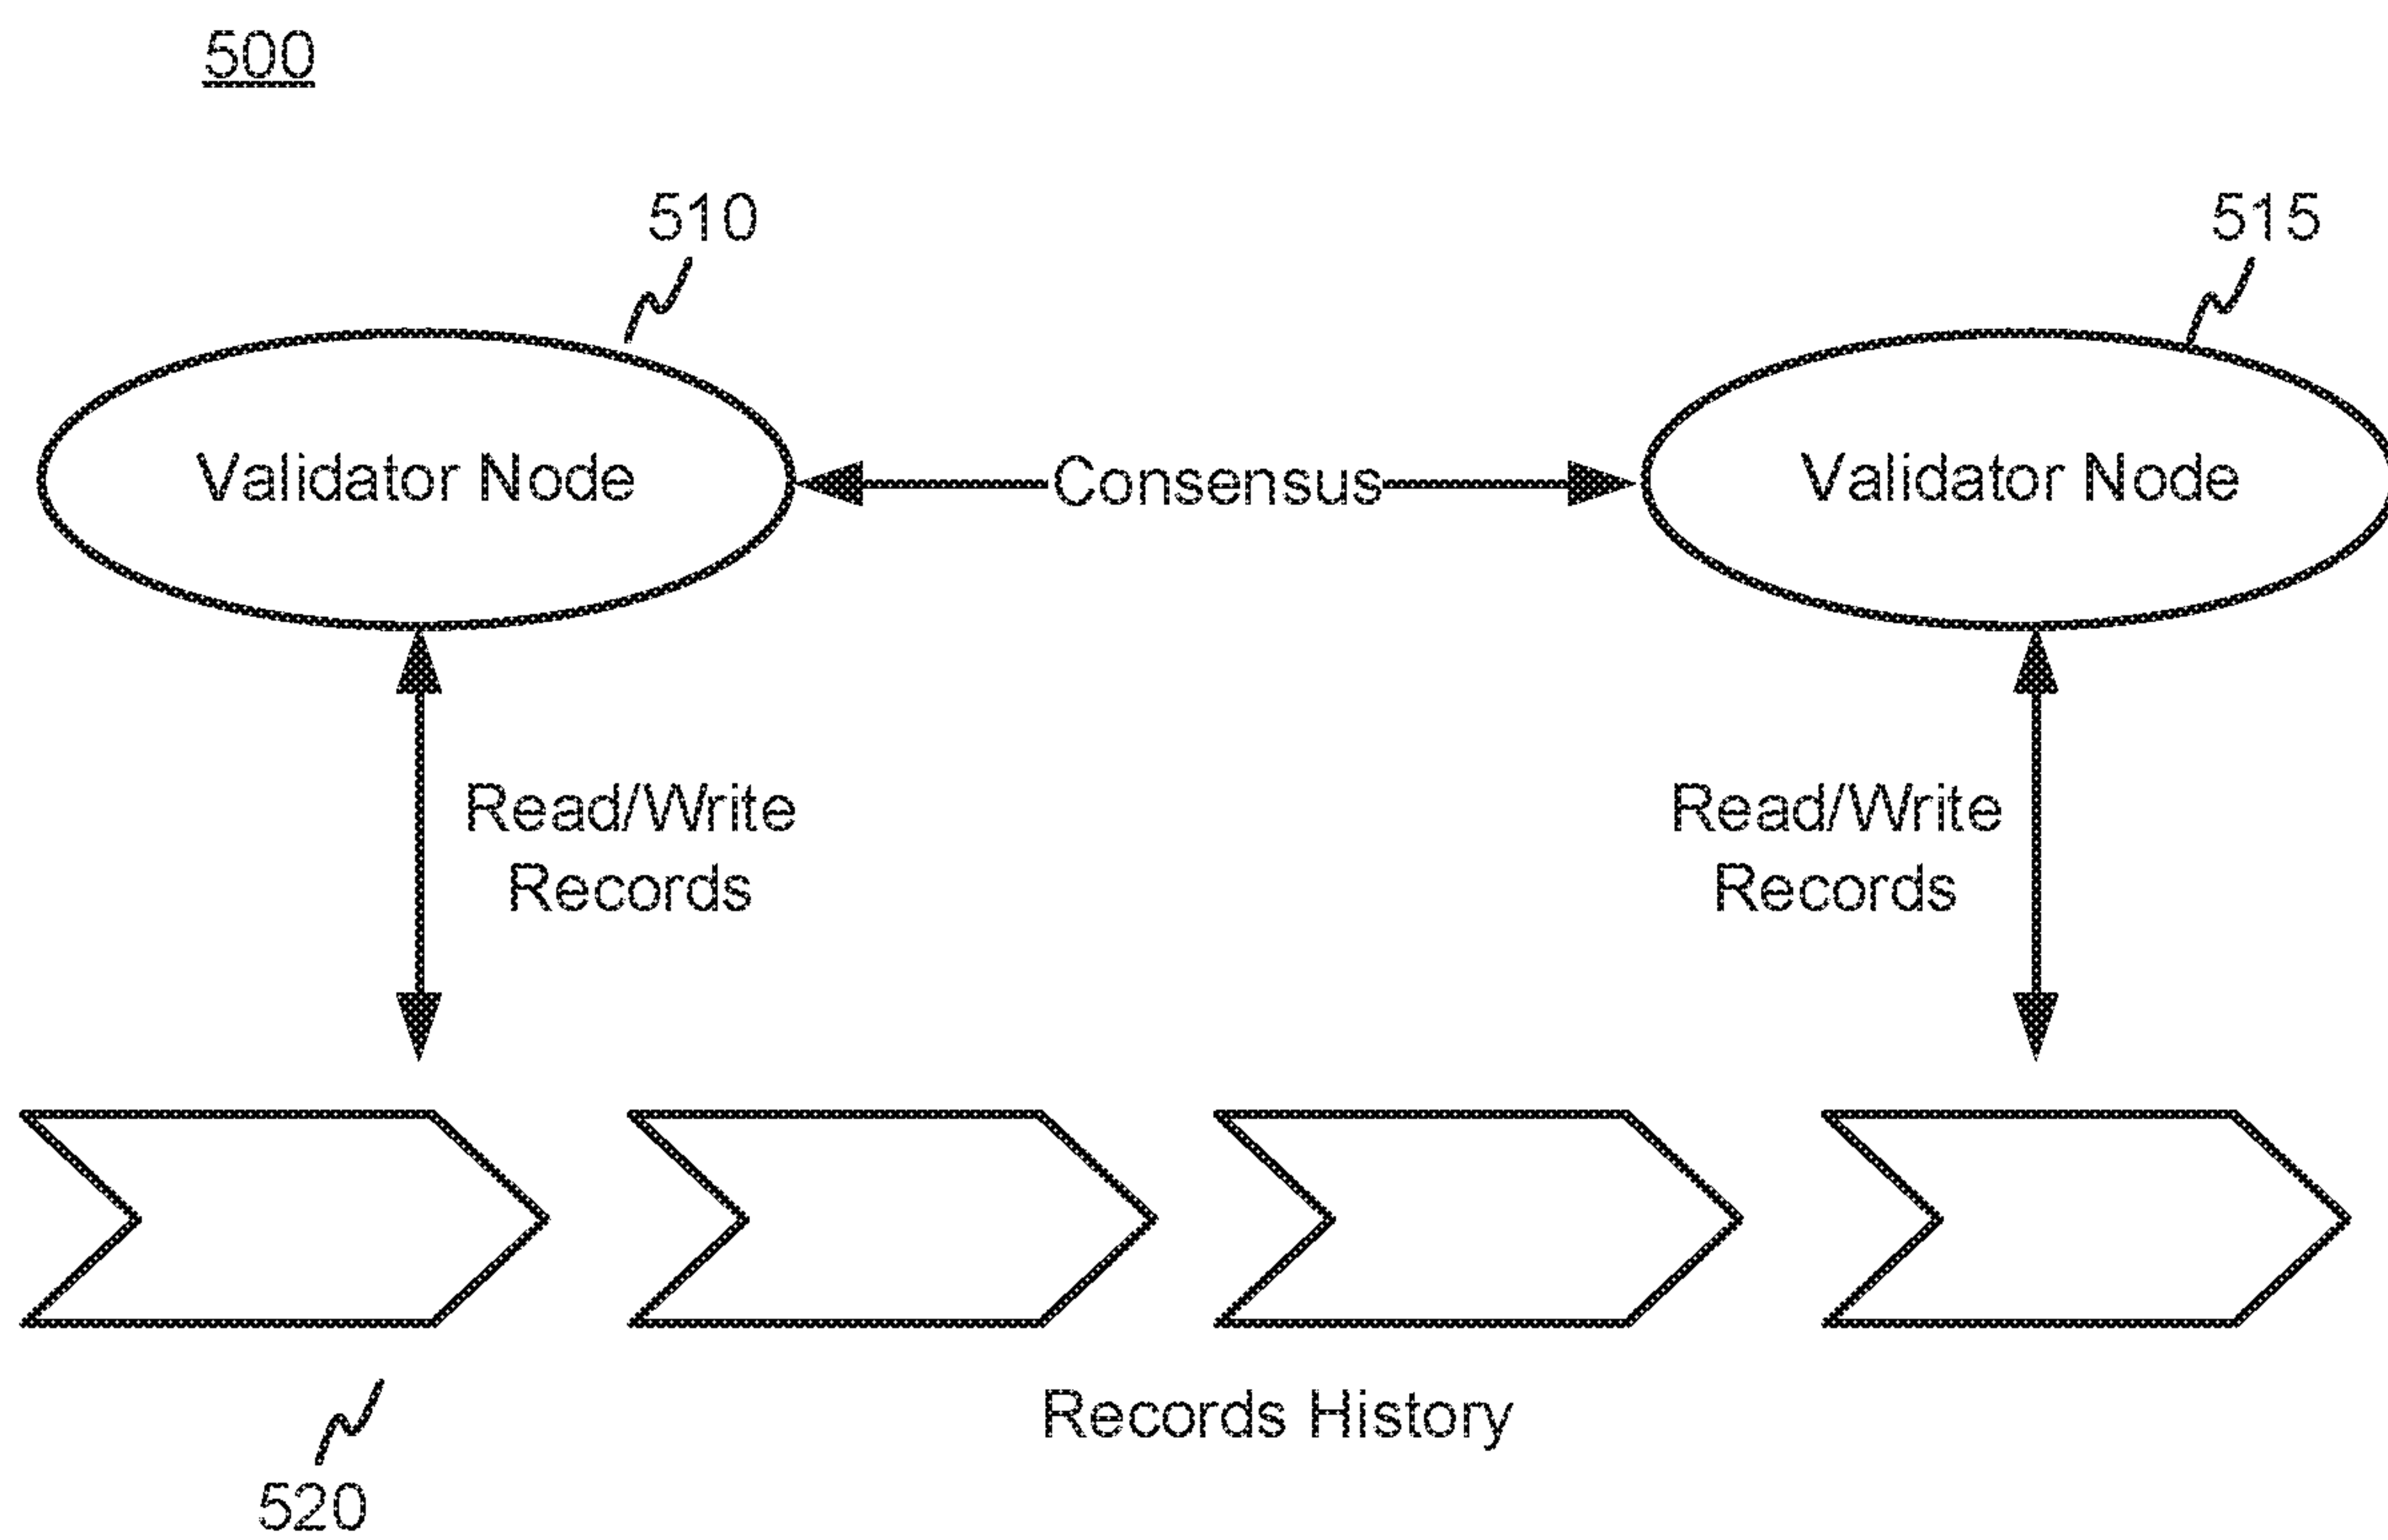 500
510
515
Validator Node
Consensus
Validator Node
Read/Write
Records
Read/Write
Records
Records History
520